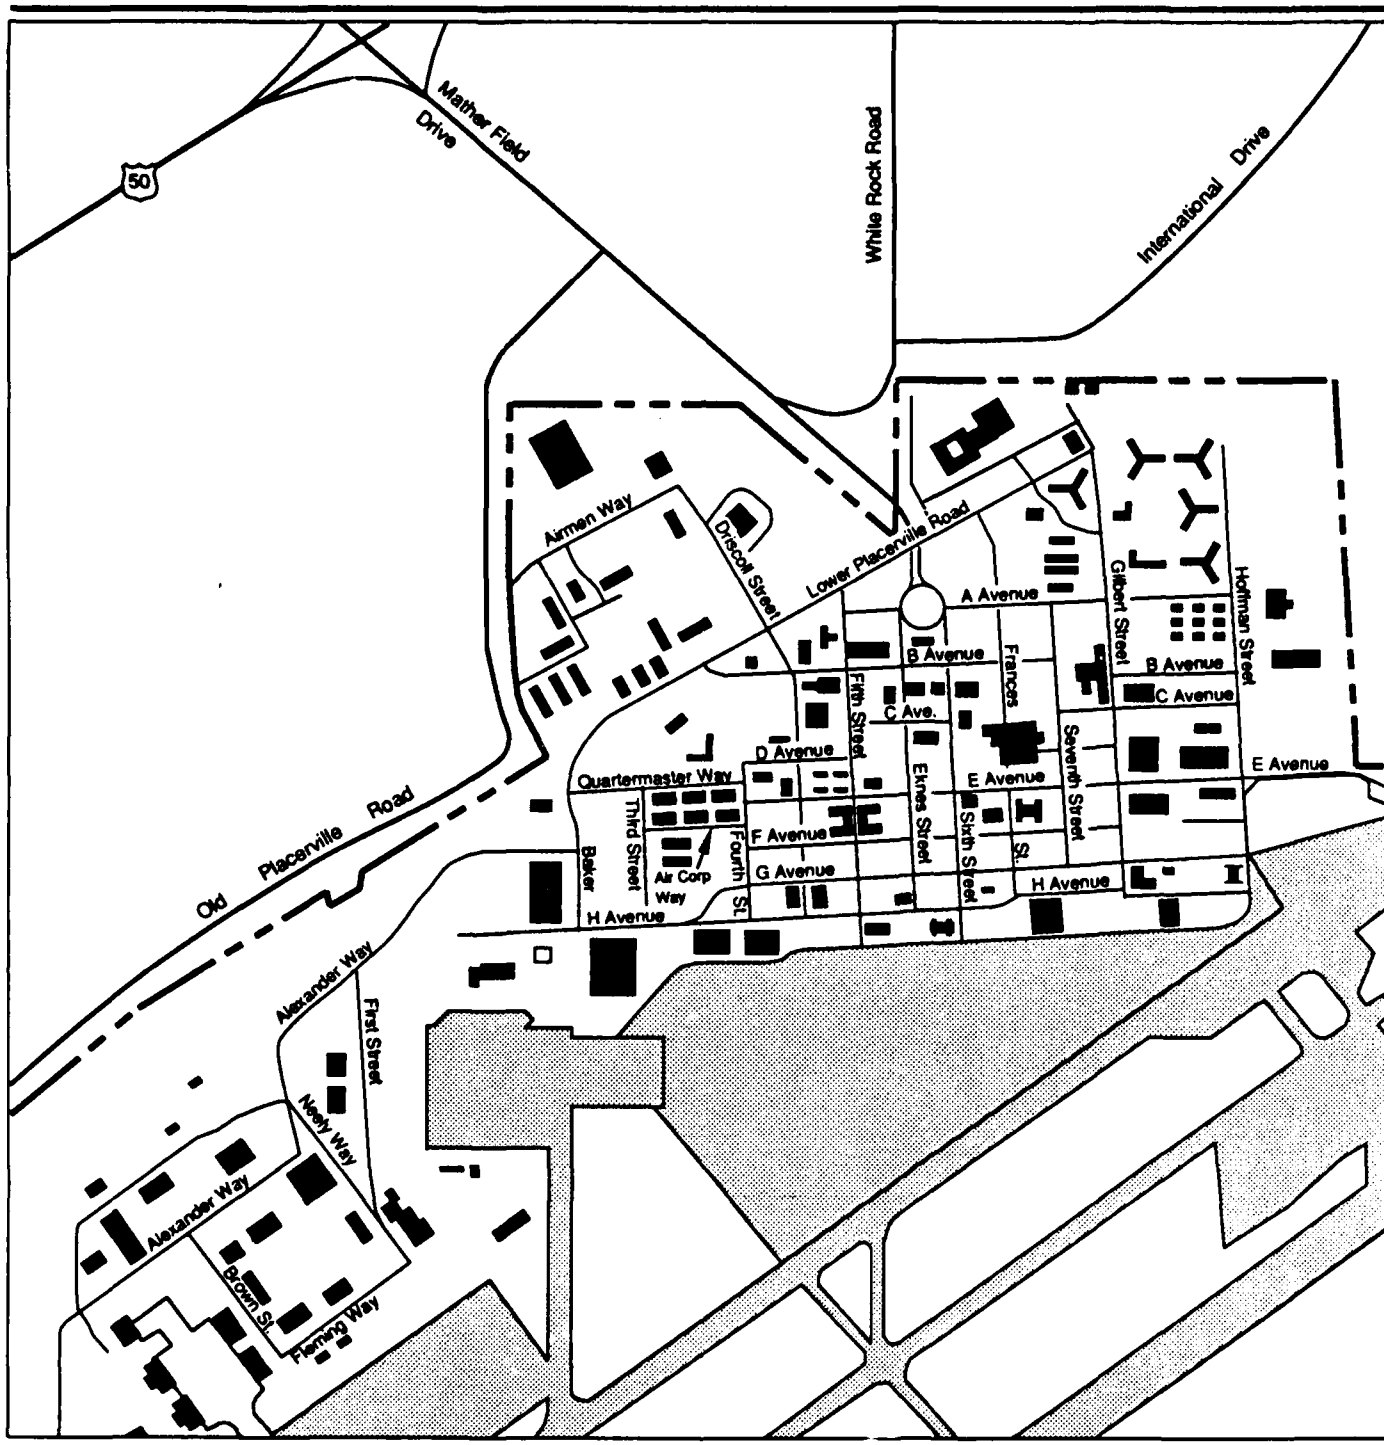 Mather Field
Drive
White Rock Road
International Drive
50
Airmen Way
Driscoll Street
Lower Placerville Road
A Avenue
Gilbert Street
Hoffman Street
B Avenue
Frances
B Avenue
C Avenue
Fifth Street
C Ave.
D Avenue
Seventh Street
E Avenue
Quartermaster Way
Eknes Street
E Avenue
Old Placerville Road
Third Street
F Avenue
Sixth Street
St.
Baker
Fourth
St.
G Avenue
Air Corp
Way
H Avenue
H Avenue
Alexander Way
First Street
Neely Way
Alexander Way
Brown St.
Fleming Way